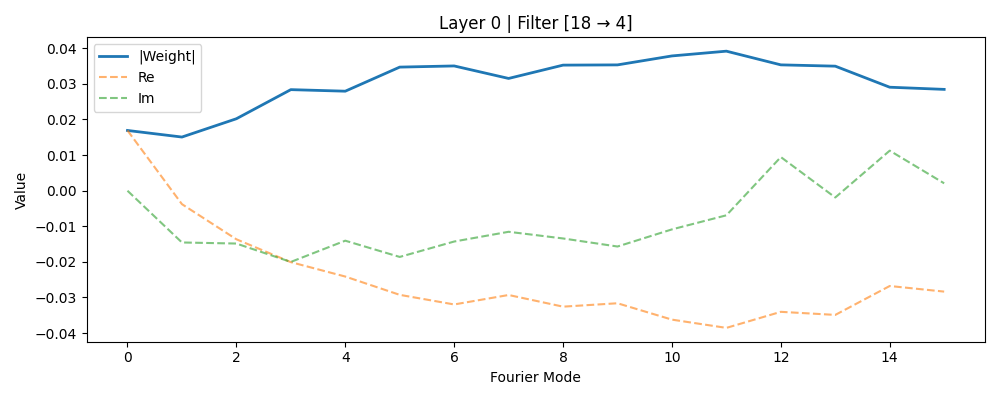 Layer 0 | Filter [18 → 4]
|Weight|
Re
Im
0.04
0.03
0.02
0.01
0.00
−0.01
−0.02
−0.03
−0.04
Value
0 2 4 6 8 10 12 14
Fourier Mode